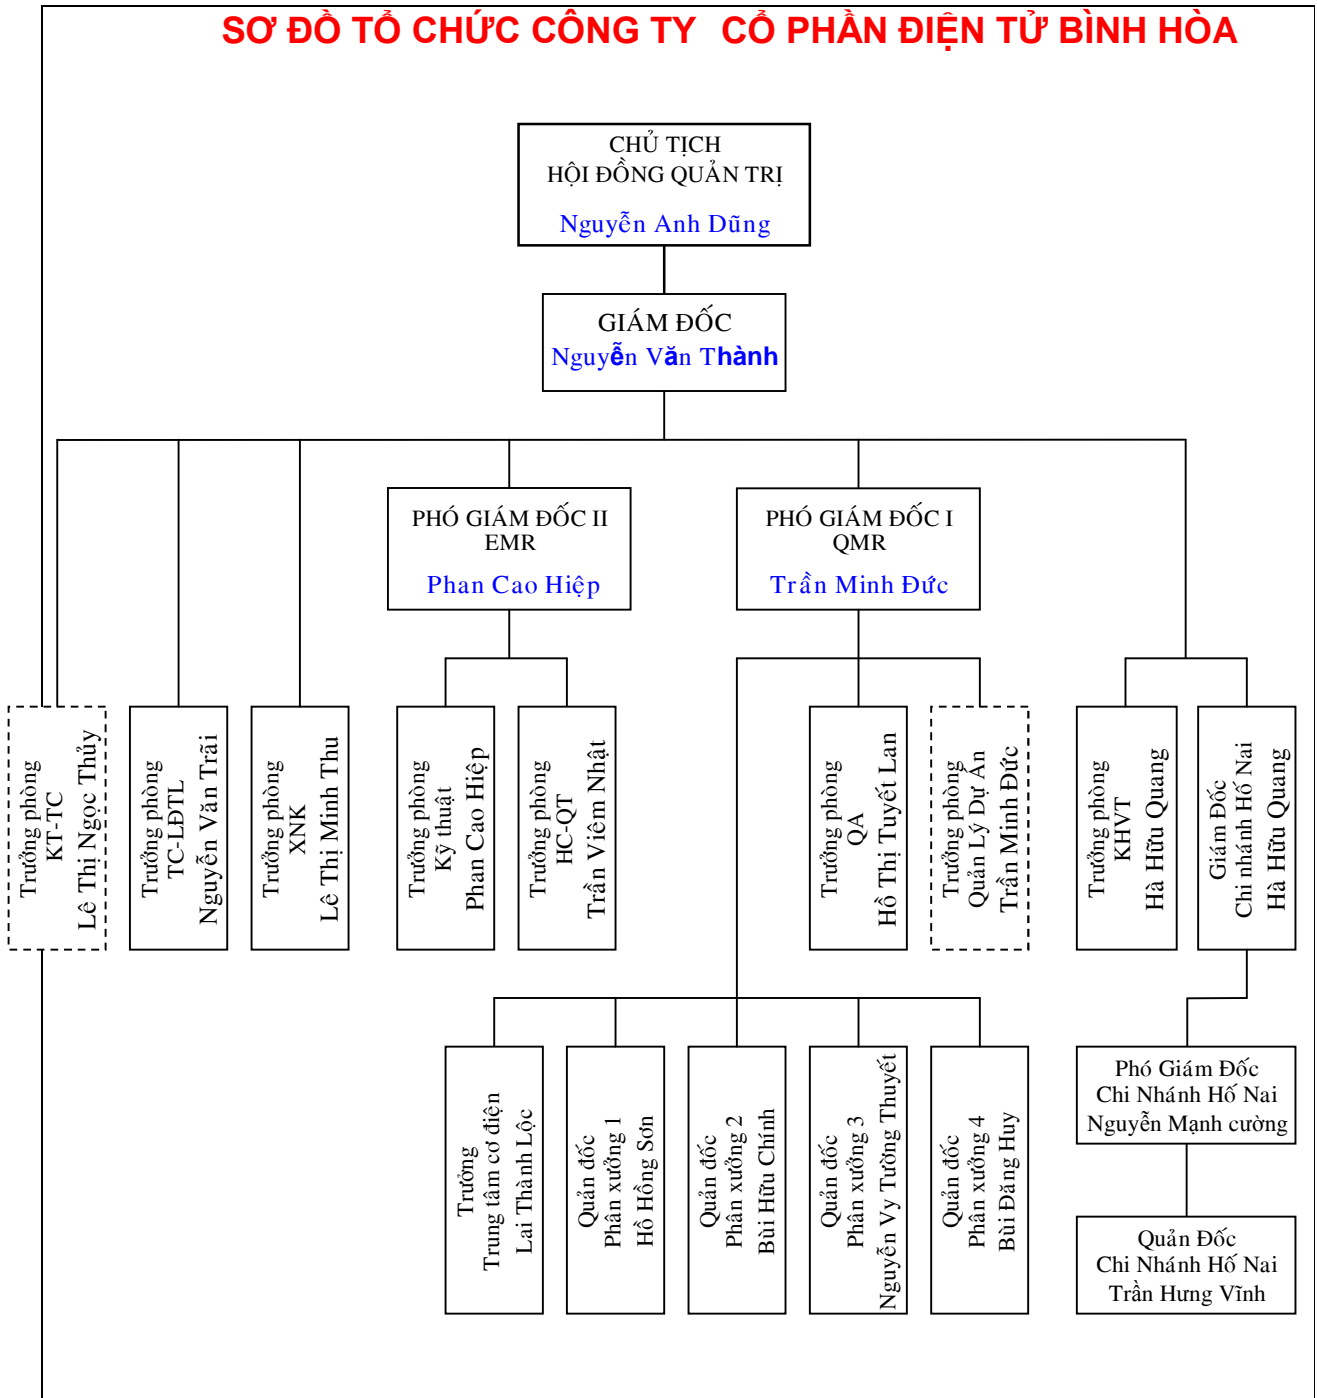 SƠ ĐỒ TỔ CHỨC CÔNG TY CỔ PHẦN ĐIỆN TỬ BÌNH HÒA
CHỦ TỊCH
HỘI ĐỒNG QUẢN TRỊ
Nguyễn Anh Dũng
GIÁM ĐỐC
Nguyễn Văn Thành
PHÓ GIÁM ĐỐC II
EMR
Phan Cao Hiệp
PHÓ GIÁM ĐỐC I
QMR
Trần Minh Đức
Trưởng phòng
KT-TC
Lê Thị Ngọc Thủy
Trưởng phòng
TC-LĐTL
Nguyễn Văn Trãi
Trưởng phòng
XNK
Lê Thị Minh Thu
Trưởng phòng
Kỹ thuật
Phan Cao Hiệp
Trưởng phòng
HC-QT
Trần Viêm Nhật
Trưởng phòng
QA
Hồ Thị Tuyết Lan
Trưởng phòng
Quản Lý Dự Án
Trần Minh Đức
Trưởng phòng
KHVT
Hà Hữu Quang
Giám Đốc
Chi nhánh Hố Nai
Hà Hữu Quang
Trưởng
Trung tâm cơ điện
Lai Thành Lộc
Quản đốc
Phân xưởng 1
Hồ Hồng Sơn
Quản đốc
Phân xưởng 2
Bùi Hữu Chính
Quản đốc
Phân xưởng 3
Nguyễn Vy Tường Thuyết
Quản đốc
Phân xưởng 4
Bùi Đăng Huy
Phó Giám Đốc
Chi Nhánh Hố Nai
Nguyễn Mạnh cường
Quản Đốc
Chi Nhánh Hố Nai
Trần Hưng Vĩnh